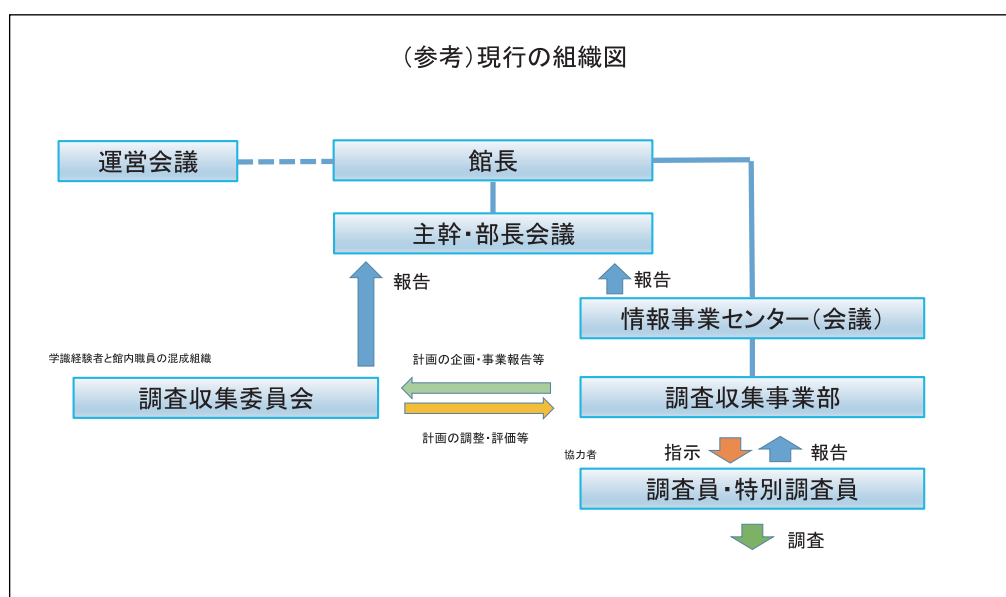 （参考）現行の組織図
運営会議
館長
主幹・部長会議
報告
報告
情報事業センター（会議）
学識経験者と館内職員の混成組織
計画の企画・事業報告等
調査収集委員会
調査収集事業部
計画の調整・評価等
協力者
指示
報告
調査員・特別調査員
調査